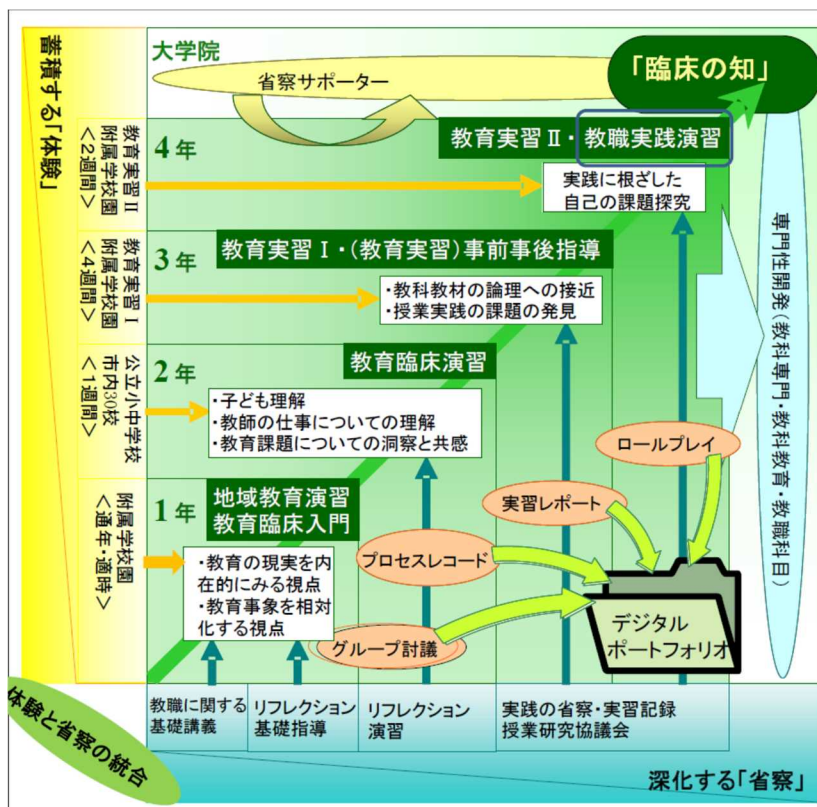 蓄積する「体験」
大学院
省察サポーター
「臨床の知」
教育実習Ⅱ
附属学校園
<2週間>
4年
教育実習Ⅱ・教職実践演習
実践に根ざした
自己の課題探究
教育実習Ⅰ
附属学校園
<4週間>
3年
教育実習Ⅰ・(教育実習)事前事後指導
・教科教材の論理への接近
・授業実践の課題の発見
公立小中学校
市内30校
<1週間>
2年
教育臨床演習
・子ども理解
・教師の仕事についての理解
・教育課題についての洞察と共感
附属学校園
<通年・適時>
1年
地域教育演習
教育臨床入門
・教育の現実を内
在的にみる視点
・教育事象を相対
化する視点
ロールプレイ
実習レポート
プロセスレコード
グループ討議
デジタル
ポートフォリオ
専門性開発(教科専門・教科教育・教職科目)
体験と省察の統合
教職に関する
基礎講義
リフレクション
基礎指導
リフレクション
演習
実践の省察・実習記録
授業研究協議会
深化する「省察」